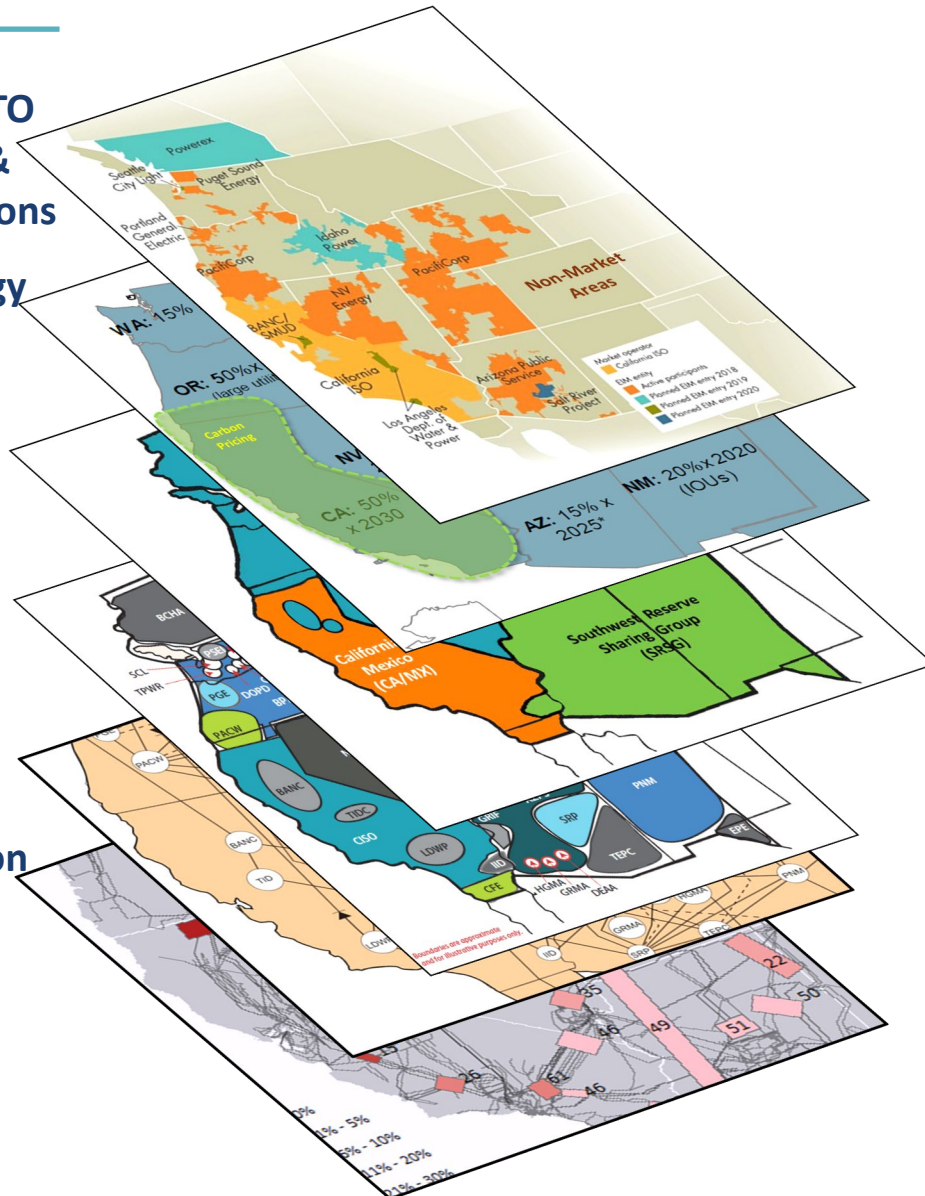 TO
&
ons
gy
on
Powerex
Seattle
City Light
Puget Sound
Energy
Portland
General
Electric
Idaho
Power
PacifiCorp
PacifiCorp
Non-Market
Areas
NV
Energy
BANC/
SMUD
California
ISO
Arizona Public
Service
Salt River
Project
Los Angeles
Dept. of
Water &
Power
Market operator
California ISO
EIM entity
Active participants
Planned EIM entry 2018
Planned EIM entry 2019
Planned EIM entry 2020
WA: 15%
OR: 50%x
(large utili
Carbon
Pricing
NV
CA: 50%
x 2030
AZ: 15% x
2025*
NM: 20%x2020
(IOUs)
California
Mexico
(CA/MX)
Southwest Reserve
Sharing Group
(SRSG)
BCHA
SCL
TPWR
PSEI
PGE
DOPD
BP
PACW
BANC
TIDC
CISO
LDWP
GRIF
IID
CFE
SRP
TEPC
PNM
EPE
HGMA
GRMA
DEAA
Boundaries are approximate
and for illustrative purposes only.
PACW
BANC
TID
LDWP
IID
GRMA
HGMA
SRP
TEPC
PNM
35
46
49
51
22
50
26
61
46
0%
1% - 5%
6% - 10%
11% - 20%
21% - 30%